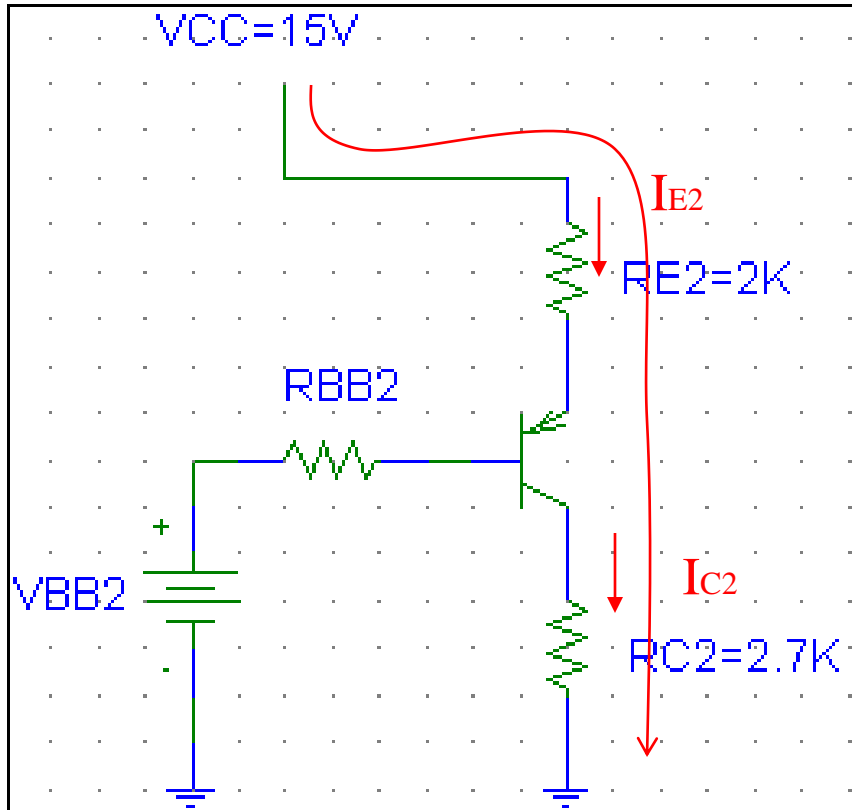 VCC=15V
IE2
RE2=2K
RBB2
+
VBB2
IC2
RC2=2.7K
-